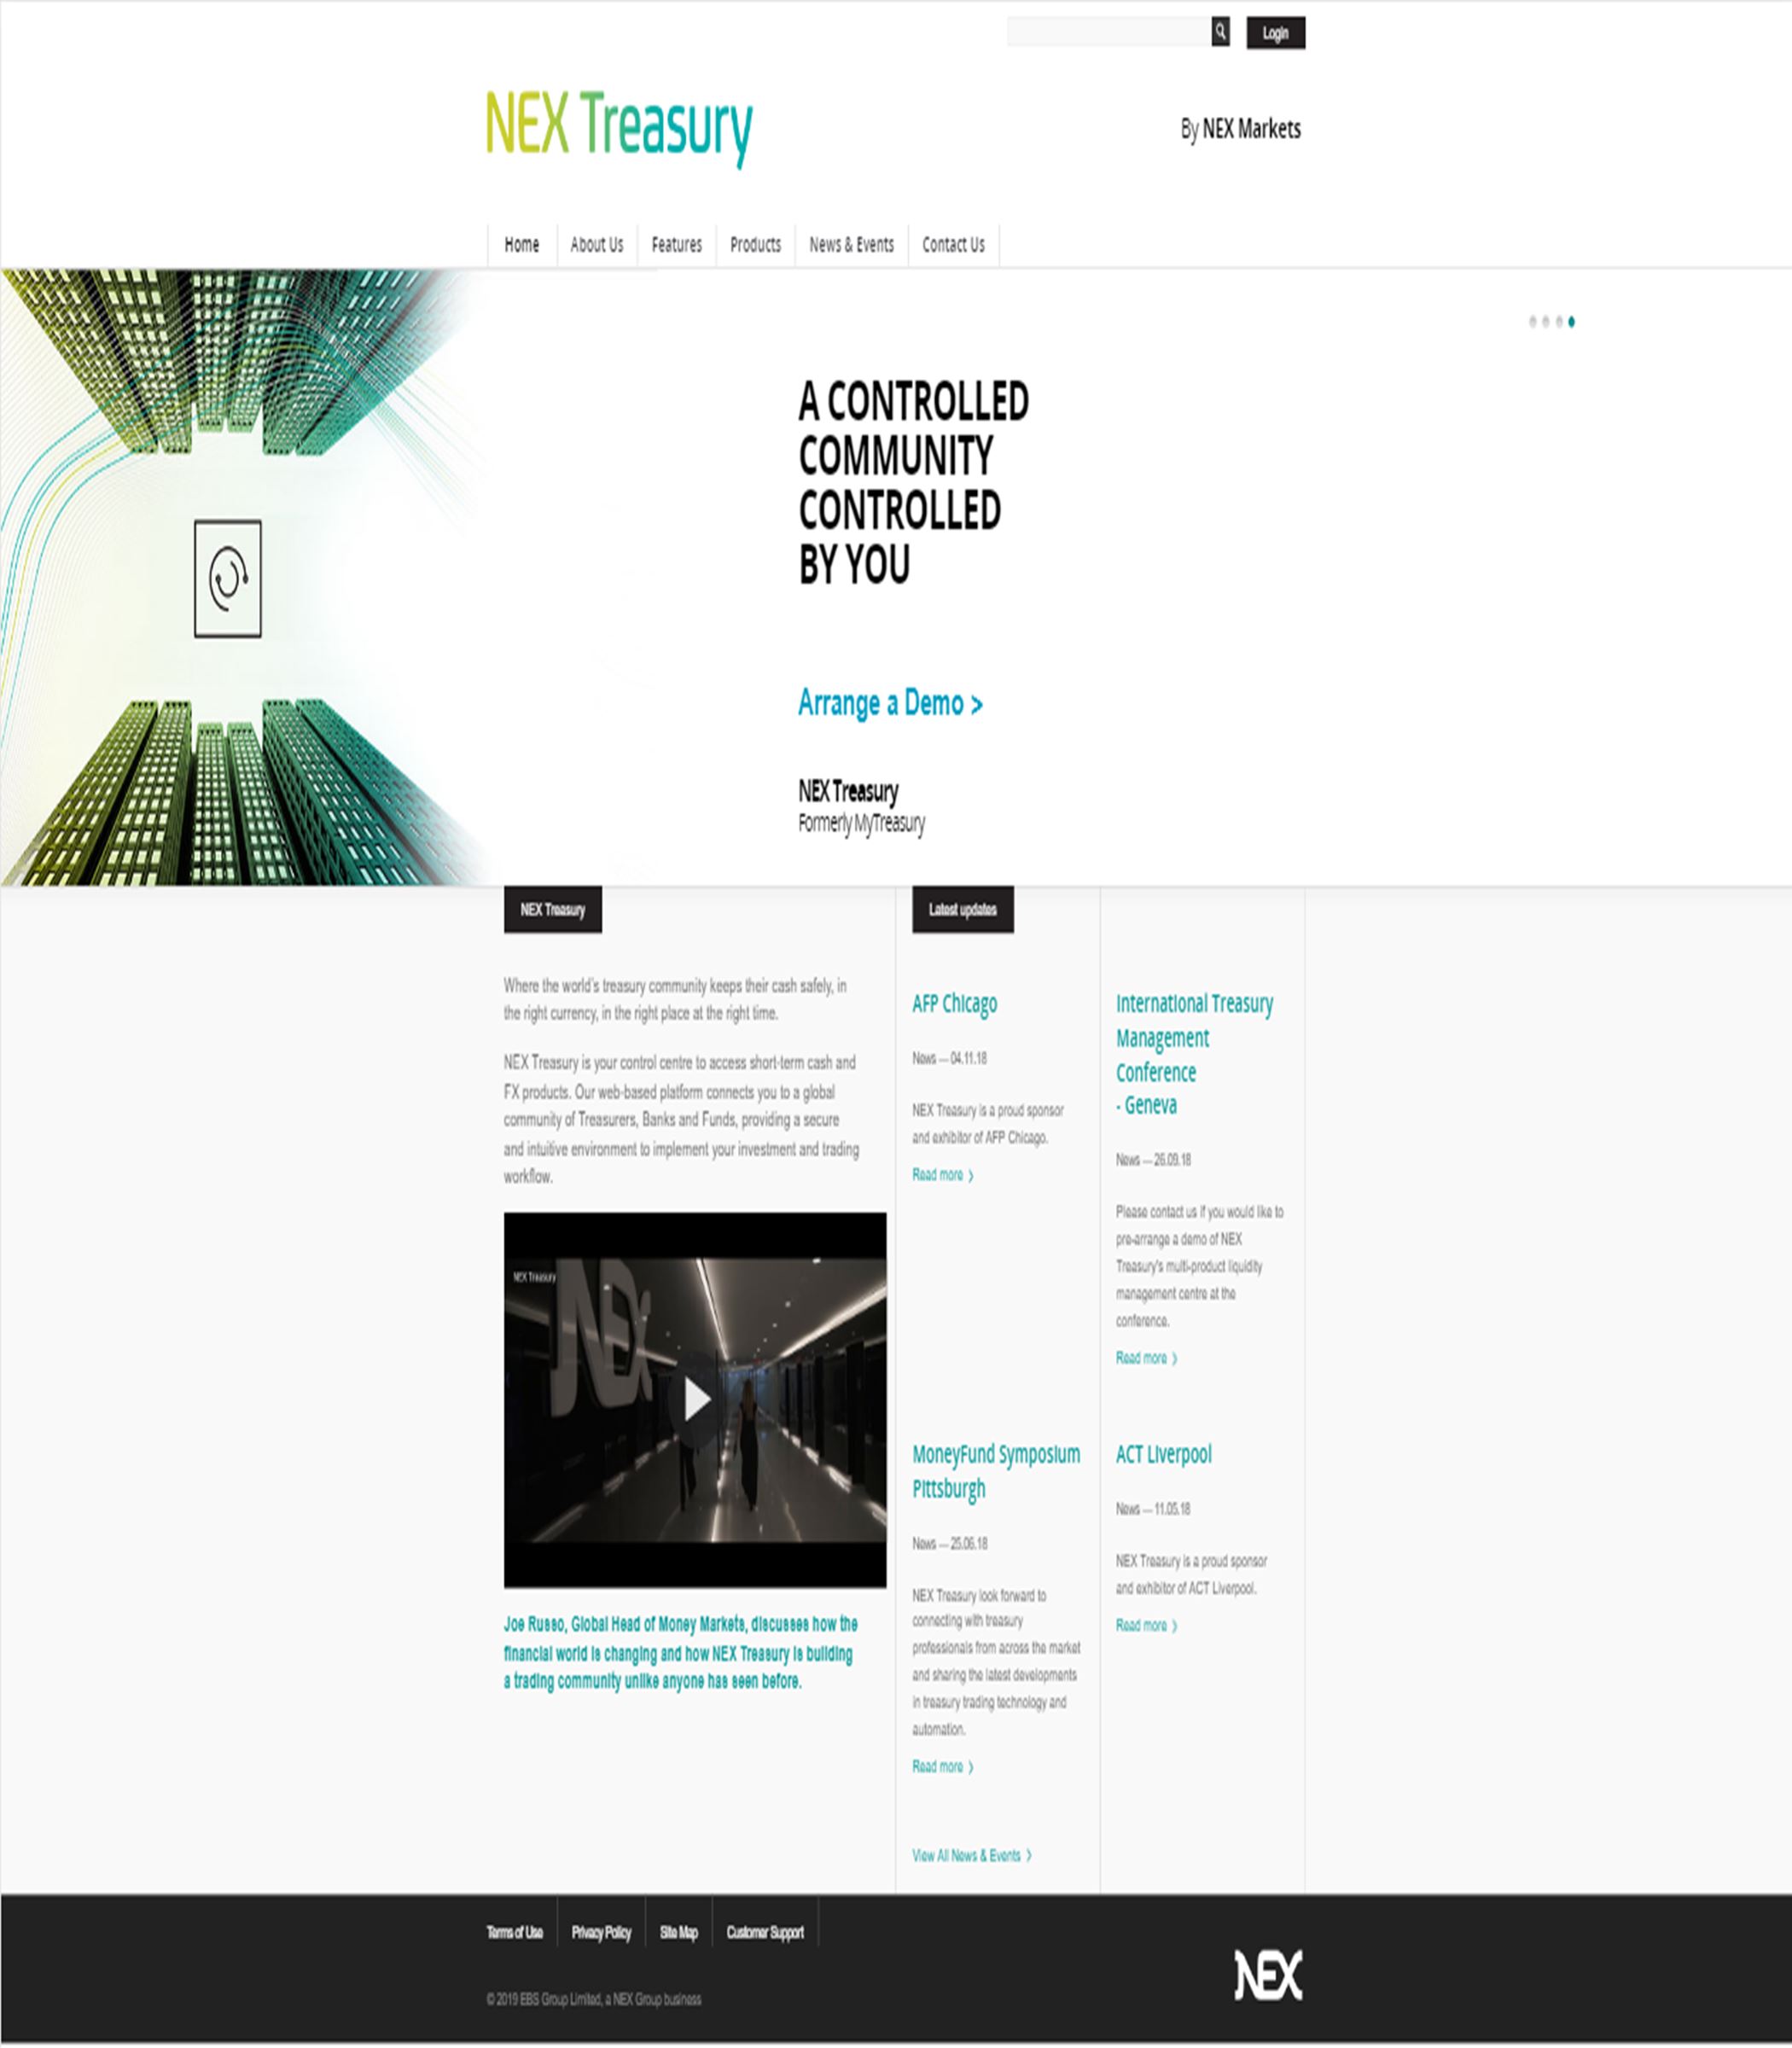 Login
NEX Treasury
By NEX Markets
Home
About Us
Features
Products
News & Events
Contact Us
A CONTROLLED
COMMUNITY
CONTROLLED
BY YOU
Arrange a Demo >
NEX Treasury
Formerly MyTreasury
NEX Treasury
Where the world's treasury community keeps their cash safely, in
the right currency, in the right place at the right time.
NEX Treasury is your control centre to access short-term cash and
FX products. Our web-based platform connects you to a global
community of Treasurers, Banks and Funds, providing a secure
and intuitive environment to implement your investment and trading
workflow.
NEX Treasury
NEX
Joe Russo, Global Head of Money Markets, discusses how the
financial world is changing and how NEX Treasury is building
a trading community unlike anyone has seen before.
Latest updates
AFP Chicago
News — 04.11.18
NEX Treasury is a proud sponsor
and exhibitor of AFP Chicago.
Read more
International Treasury
Management
Conference
- Geneva
News — 26.09.18
Please contact us if you would like to
pre-arrange a demo of NEX
Treasury's multi-product liquidity
management centre at the
conference.
Read more
MoneyFund Symposium
Pittsburgh
News — 25.06.18
NEX Treasury look forward to
connecting with treasury
professionals from across the market
and sharing the latest developments
in treasury trading technology and
automation.
Read more
ACT Liverpool
News — 11.05.18
NEX Treasury is a proud sponsor
and exhibitor of ACT Liverpool.
Read more
View All News & Events
Terms of Use
Privacy Policy
Site Map
Customer Support
© 2019 EBS Group Limited, a NEX Group business
NEX